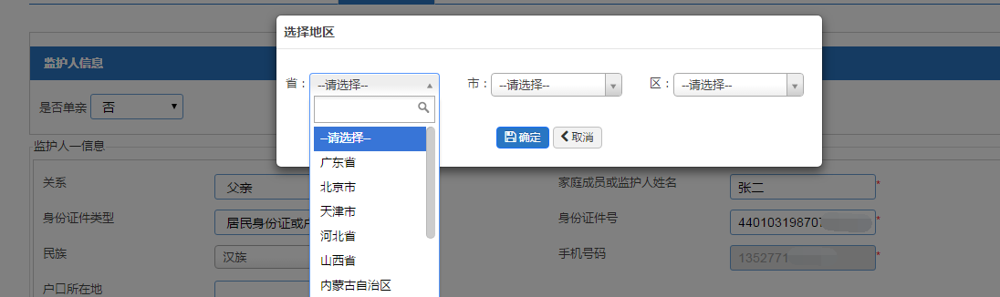 选择地区
监护人信息
省：--请选择--
市：--请选择--
区：--请选择--
是否单亲 否
--请选择--
广东省
北京市
天津市
河北省
山西省
内蒙古自治区
确定 取消
监护人一信息
关系 父亲
家庭成员或监护人姓名 张二 *
身份证件类型 居民身份证或户
身份证件号 440103198707 *
民族 汉族
手机号码 1352771 *
户口所在地